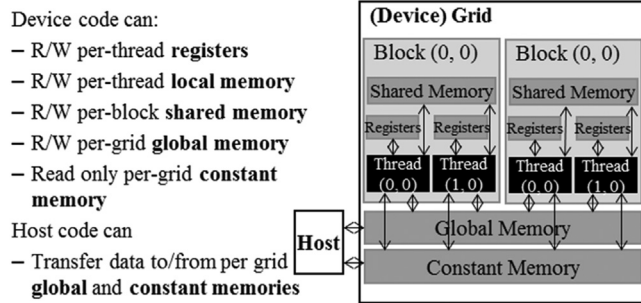 Device code can:
– R/W per-thread registers
– R/W per-thread local memory
– R/W per-block shared memory
– R/W per-grid global memory
– Read only per-grid constant
memory
Host code can
– Transfer data to/from per grid
global and constant memories
(Device) Grid
Block (0, 0)
Shared Memory
Registers
Registers
Thread
(0, 0)
Thread
(1, 0)
Block (0, 0)
Shared Memory
Registers
Registers
Thread
(0, 0)
Thread
(1, 0)
Host
Global Memory
Constant Memory